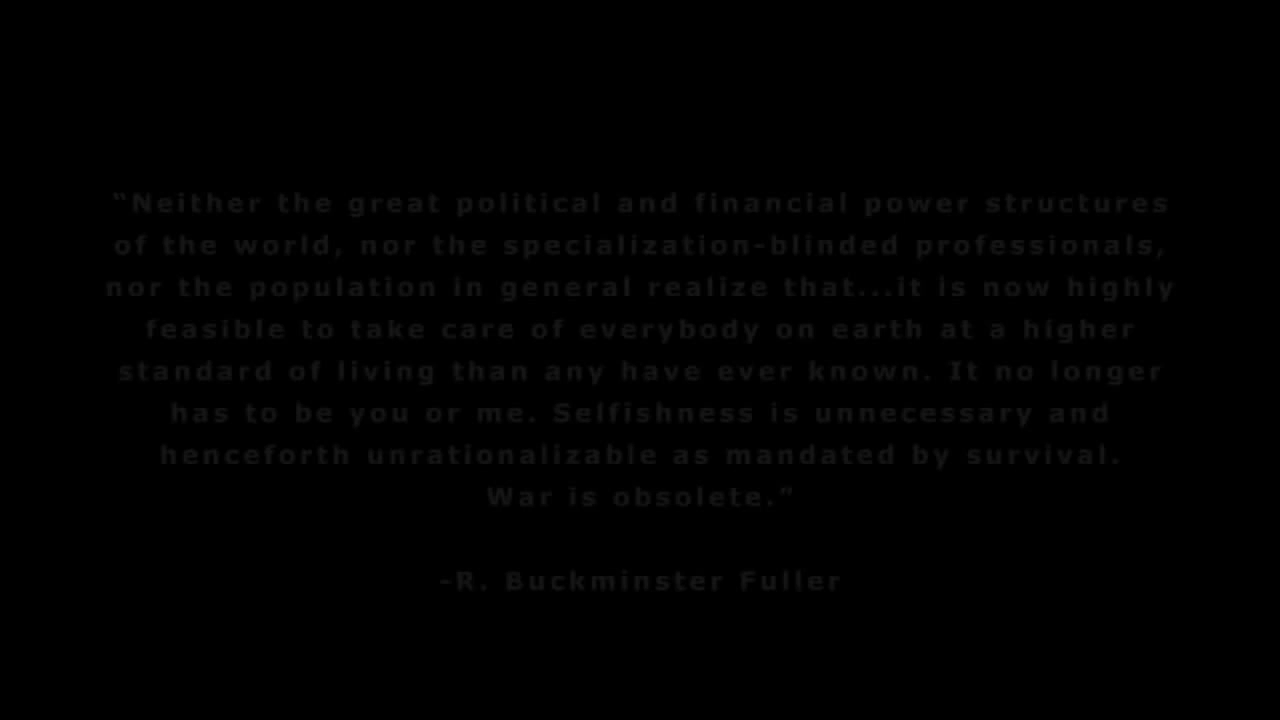 “Neither the great political and financial power structures
of the world, nor the specialization-blinded professionals,
nor the population in general realize that...it is now highly
feasible to take care of everybody on earth at a higher
standard of living than any have ever known. It no longer
has to be you or me. Selfishness is unnecessary and
henceforth unrationalizable as mandated by survival.
War is obsolete.”
-R. Buckminster Fuller